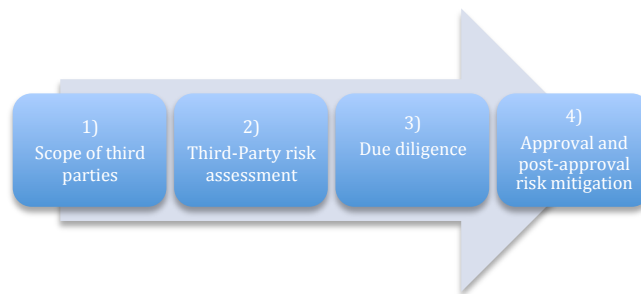 1)
Scope of third
parties
2)
Third-Party risk
assessment
3)
Due diligence
4)
Approval and
post-approval
risk mitigation